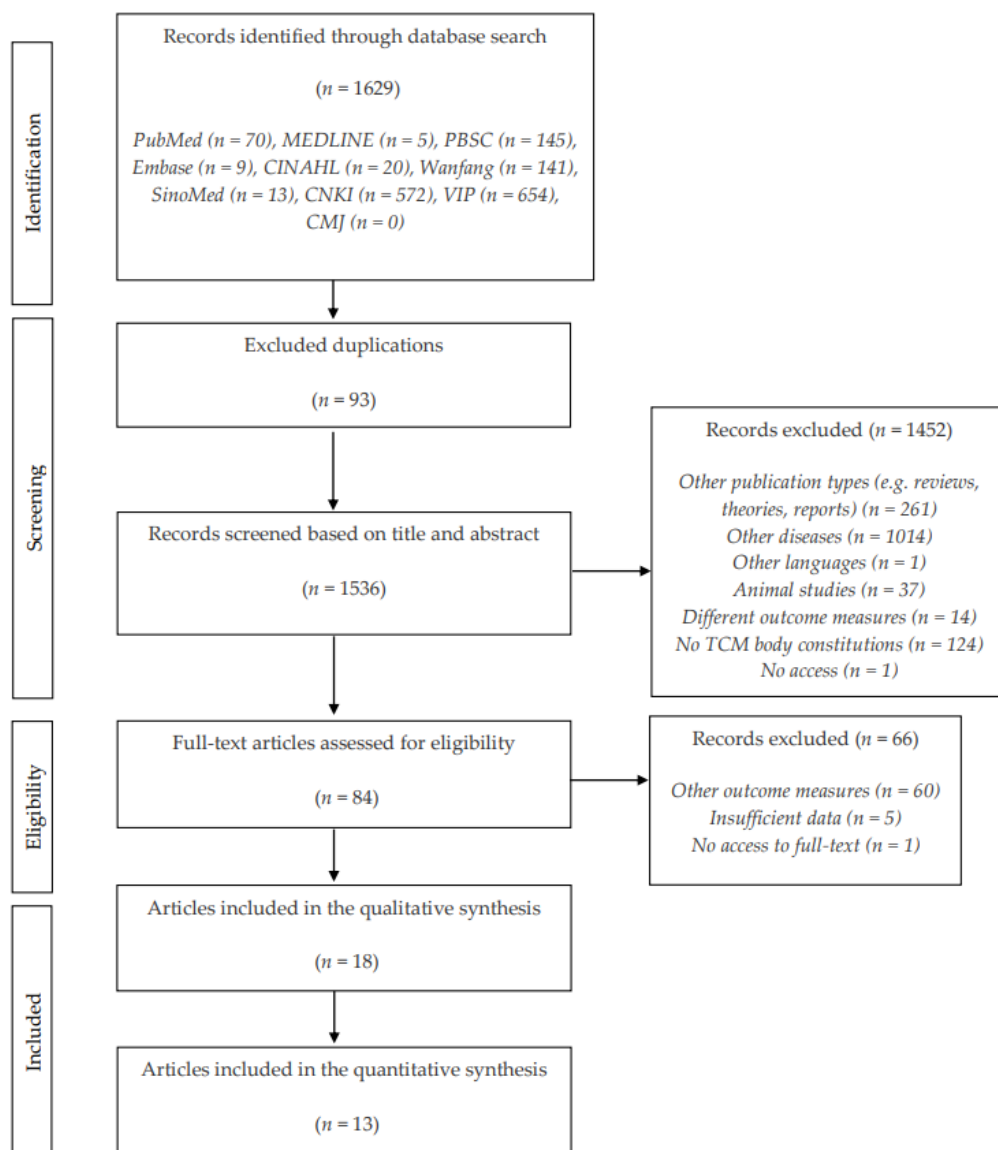 Identification
Records identified through database search
(n = 1629)
PubMed (n = 70), MEDLINE (n = 5), PBSC (n = 145),
Embase (n = 9), CINAHL (n = 20), Wanfang (n = 141),
SinoMed (n = 13), CNKI (n = 572), VIP (n = 654),
CMJ (n = 0)
Screening
Excluded duplications
(n = 93)
Records screened based on title and abstract
(n = 1536)
Records excluded (n = 1452)
Other publication types (e.g. reviews,
theories, reports) (n = 261)
Other diseases (n = 1014)
Other languages (n = 1)
Animal studies (n = 37)
Different outcome measures (n = 14)
No TCM body constitutions (n = 124)
No access (n = 1)
Eligibility
Full-text articles assessed for eligibility
(n = 84)
Records excluded (n = 66)
Other outcome measures (n = 60)
Insufficient data (n = 5)
No access to full-text (n = 1)
Included
Articles included in the qualitative synthesis
(n = 18)
Articles included in the quantitative synthesis
(n = 13)